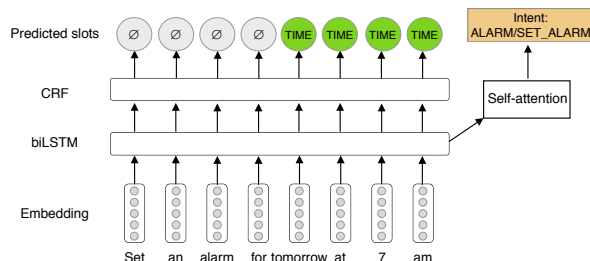 Predicted slots
∅ ∅ ∅ ∅ TIME TIME TIME TIME
Intent:
ALARM/SET_ALARM
CRF
Self-attention
biLSTM
Embedding
Set an alarm for tomorrow at 7 am